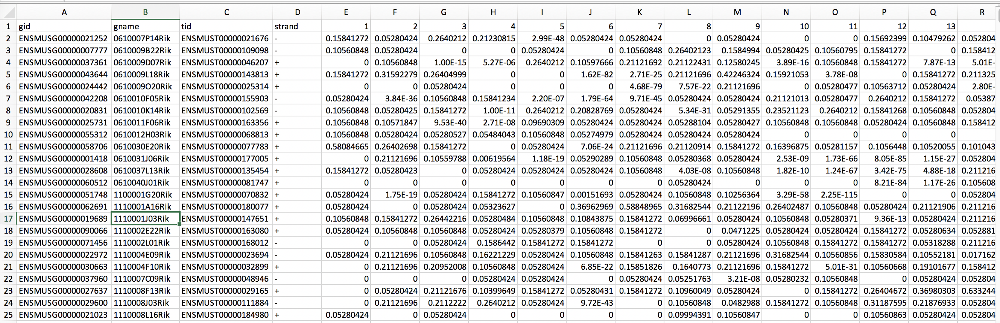 A B C D E F G H I J K L M N O P Q R
1 gid gname tid strand 1 2 3 4 5 6 7 8 9 10 11 12 13
2 ENSMUSG00000021252 0610007P14Rik ENSMUST00000021676 - 0.15841272 0.05280424 0.2640212 0.21230815 2.99E-48 0.05280424 0.05280424 0 0.05280424 0 0 0.15692399 0.10479262 0.052804
3 ENSMUSG00000007777 0610009B22Rik ENSMUST00000109098 - 0.10560848 0.05280424 0 0 0.05280424 0 0.10560848 0.26402123 0.1584994 0.05280425 0.10560795 0.15841272 0 0.158412
4 ENSMUSG00000037361 0610009D07Rik ENSMUST00000046207 + 0 0.10560848 1.00E-15 5.27E-06 0.2640212 0.10597666 0.21121692 0.21122431 0.12580245 3.89E-16 0.10560848 0.15841272 7.87E-13 5.01E-
5 ENSMUSG00000043644 0610009L18Rik ENSMUST00000143813 + 0.15841272 0.31592279 0.26404999 0 0 1.62E-82 2.71E-25 0.21121696 0.42246324 0.15921053 3.78E-08 0 0.15841272 0.211325
6 ENSMUSG00000024442 0610009O20Rik ENSMUST00000025314 + 0 0 0.05280424 0 0 0 4.68E-79 7.57E-22 0.21121696 0 0.05280477 0.10563712 0.05280424 2.80E-
7 ENSMUSG00000042208 0610010F05Rik ENSMUST00000155903 - 0.05280424 3.84E-36 0.10560848 0.15841234 2.20E-07 1.79E-64 9.71E-45 0.05280424 0.05280424 0.21121013 0.05280477 0.2640212 0.15841272 0.05387
8 ENSMUSG00000020831 0610010K14Rik ENSMUST00000102569 - 0.10560848 0.05280425 0.15841272 1.00E-11 0.2640212 0.20828769 0.05280424 5.34E-31 0.05291355 0.23521123 0.2640212 0.15841268 0.10560848 0.052804
9 ENSMUSG00000025731 0610011F06Rik ENSMUST00000163356 + 0.10560848 0.10571847 9.53E-40 2.71E-08 0.09690309 0.05280424 0.05280424 0.05288104 0.05280427 0.10560848 0.10560848 0.05280424 0.10560848 0.158412
10 ENSMUSG00000055312 0610012H03Rik ENSMUST00000068813 + 0.10560848 0.05280424 0.05280527 0.05484043 0.10560848 0.05274979 0.05280424 0.05280424 0.05280424 0 0 0 0
11 ENSMUSG00000058706 0610030E20Rik ENSMUST00000077783 + 0.58084665 0.26402698 0.15841272 0 0.05280424 7.06E-24 0.21121696 0.21120914 0.15841272 0.16396875 0.05281157 0.1056448 0.10520055 0.101043
12 ENSMUSG00000001418 0610031J06Rik ENSMUST00000177005 + 0 0.21121696 0.10559788 0.00619564 1.18E-19 0.05290289 0.10560848 0.05280368 0.05280424 2.53E-09 1.73E-66 8.05E-85 1.15E-27 0.052804
13 ENSMUSG00000028608 0610037L13Rik ENSMUST00000135454 + 0.15841272 0.05280423 0 0.05280424 0.05280424 0.05280424 0.10560848 4.03E-08 0.10560848 1.82E-10 1.24E-67 3.42E-75 4.88E-18 0.211216
14 ENSMUSG00000060512 0610040J01Rik ENSMUST00000081747 + 0 0 0 0 0 0 0 0.05280424 0 0 0 8.21E-84 1.17E-26 0.105608
15 ENSMUSG00000051748 1100001G20Rik ENSMUST00000070832 + 0.05280424 1.75E-19 0.05280424 0.15841272 0.10560847 0.00151693 0.05280424 0.10560848 0.10256364 3.29E-58 2.25E-115 0 0 0.052804
16 ENSMUSG00000062691 1110001A16Rik ENSMUST00000180077 + 0.05280424 0 0.05280424 0.05323627 0 0.36962969 0.58848965 0.31682544 0.21122196 0.26402487 0.10560848 0.05280424 0.21121906 0.211216
17 ENSMUSG00000019689 1110001J03Rik ENSMUST00000147651 + 0.10560848 0.15841272 0.26442216 0.05280484 0.10560848 0.10843875 0.15841272 0.06996661 0.05280424 0.10560848 0.05280371 9.36E-13 0.05280424 0.211216
18 ENSMUSG00000090066 1110002E22Rik ENSMUST00000163080 + 0.05280424 0.10560848 0.10560848 0.05280424 0.05280379 0.10560848 0.15841272 0 0.0471225 0.05280424 0.05280424 0.15841272 0.05280634 0.052881
19 ENSMUSG00000071456 1110002L01Rik ENSMUST00000168012 - 0 0 0.05280424 0.1586442 0.15841272 0.15841272 0 0 0.05280424 0.10560848 0.15841272 0.15841272 0.05318288 0.211216
20 ENSMUSG00000022972 1110004E09Rik ENSMUST00000023694 - 0.05280424 0.21121696 0.10560848 0.16221229 0.05280424 0.10560848 0.15841263 0.15841287 0.21121696 0.31682544 0.10560856 0.15830584 0.10552181 0.017162
21 ENSMUSG00000030663 1110004F10Rik ENSMUST00000032899 + 0 0.21121696 0.20952008 0.10560848 0.05280424 6.85E-22 0.15851826 0.1640773 0.21121696 0.15841272 5.01E-31 0.10560668 0.19101677 0.158412
22 ENSMUSG00000037960 1110007C09Rik ENSMUST00000048946 - 0 0 0 0.05280424 0.05280424 0 0.05280424 0.05251763 3.21E-08 0.05280232 0.10560848 0 0.05280424 0.052804
23 ENSMUSG00000027637 1110008F13Rik ENSMUST00000029165 + 0 0.05280424 0.21121676 0.10399649 0.15841272 0.05280431 0.15841272 0.10960049 0.05280424 0 0.15841272 0.26404672 0.36980303 0.633244
24 ENSMUSG00000029600 1110008J03Rik ENSMUST00000111884 - 0 0.21121696 0.2112222 0.2640212 0.05280424 9.72E-43 0 0.10560848 0.0482988 0.15841272 0.10560848 0.31187595 0.21876933 0.052804
25 ENSMUSG00000021023 1110008L16Rik ENSMUST00000184980 + 0.05280424 0 0.05280424 0 0 0 0 0.09994391 0.10560847 0 0 0.10560863 0.05280424 0.052804